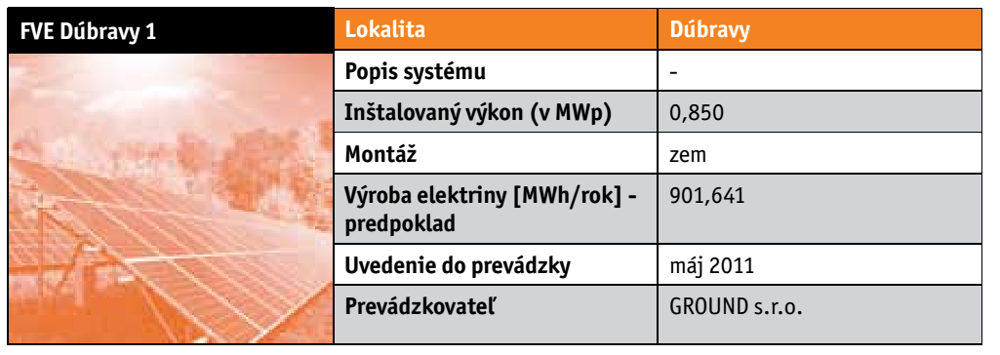 FVE Dúbravy 1
Lokalita Dúbravy
Popis systému -
Inštalovaný výkon (v MWp) 0,850
Montáž zem
Výroba elektriny [MWh/rok] - 901,641
predpoklad
Uvedenie do prevádzky máj 2011
Prevádzkovateľ GROUND s.r.o.